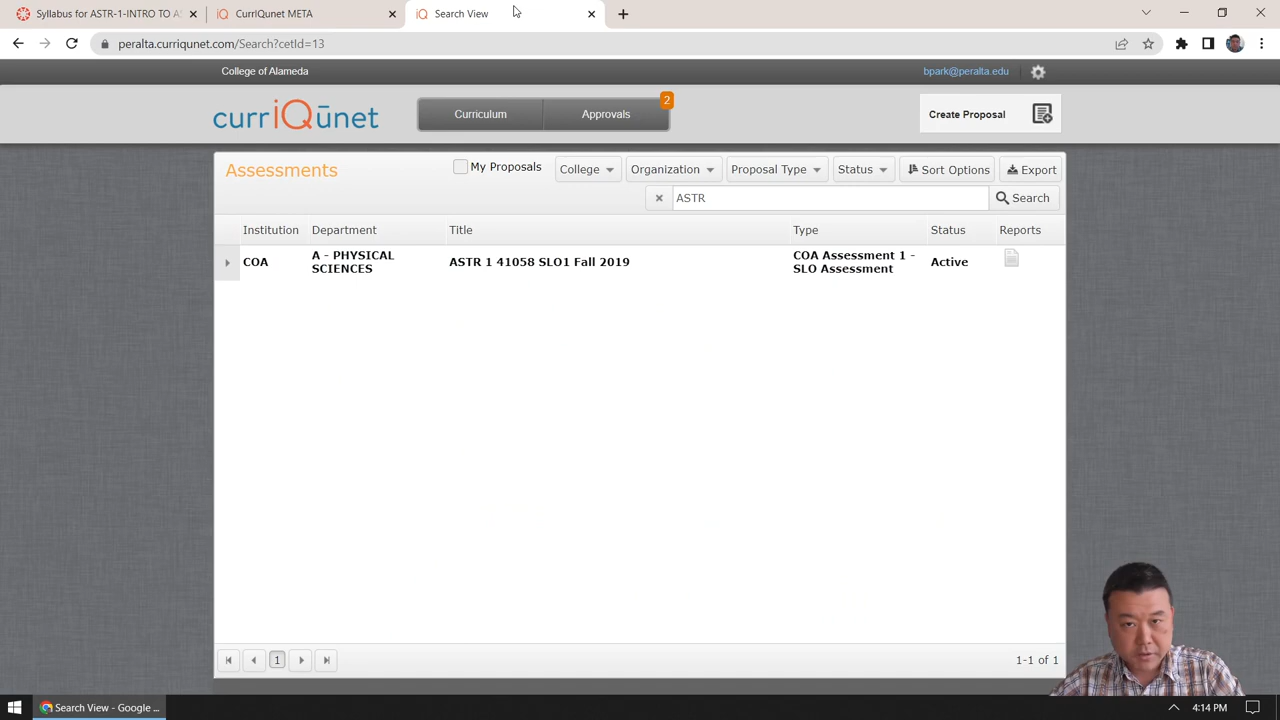 Syllabus for ASTR-1-INTRO TO AS
CurrIQunet META
iQ Search View
peralta.curriqunet.com/Search?cetId=13
College of Alameda
bpark@peralta.edu
currIQūnet
Curriculum
Approvals
2
Create Proposal
Assessments
My Proposals
College
Organization
Proposal Type
Status
Sort Options
Export
ASTR
Search
Institution Department Title Type Status Reports
COA
A - PHYSICAL
SCIENCES
ASTR 1 41058 SLO1 Fall 2019
COA Assessment 1 -
SLO Assessment
Active
1
1-1 of 1
Search View - Google ...
4:14 PM